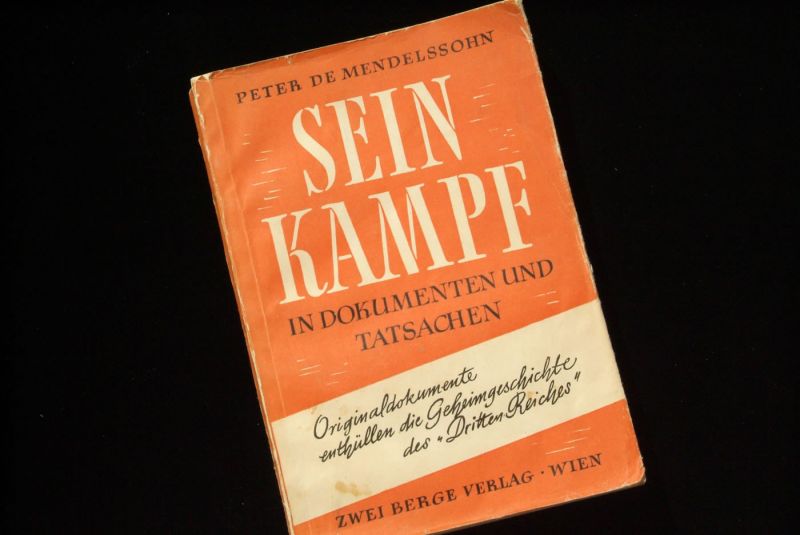 PETER DE MENDELSSOHN
SEIN
KAMPF
IN DOKUMENTEN UND
TATSACHEN
Originaldokumente
enthüllen die Geheimgeschichte
des "Dritten Reiches"
ZWEI BERGE VERLAG · WIEN